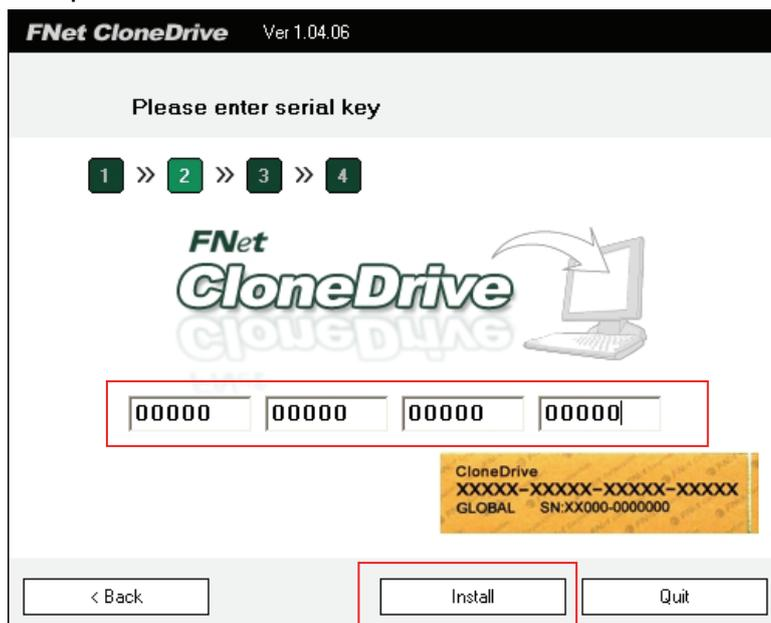 FNet CloneDrive Ver 1.04.06
Please enter serial key
1 » 2 » 3 » 4
FNet
CloneDrive
00000 00000 00000 00000
CloneDrive
XXXXX-XXXXX-XXXXX-XXXXX
GLOBAL SN:XX000-0000000
< Back Install Quit